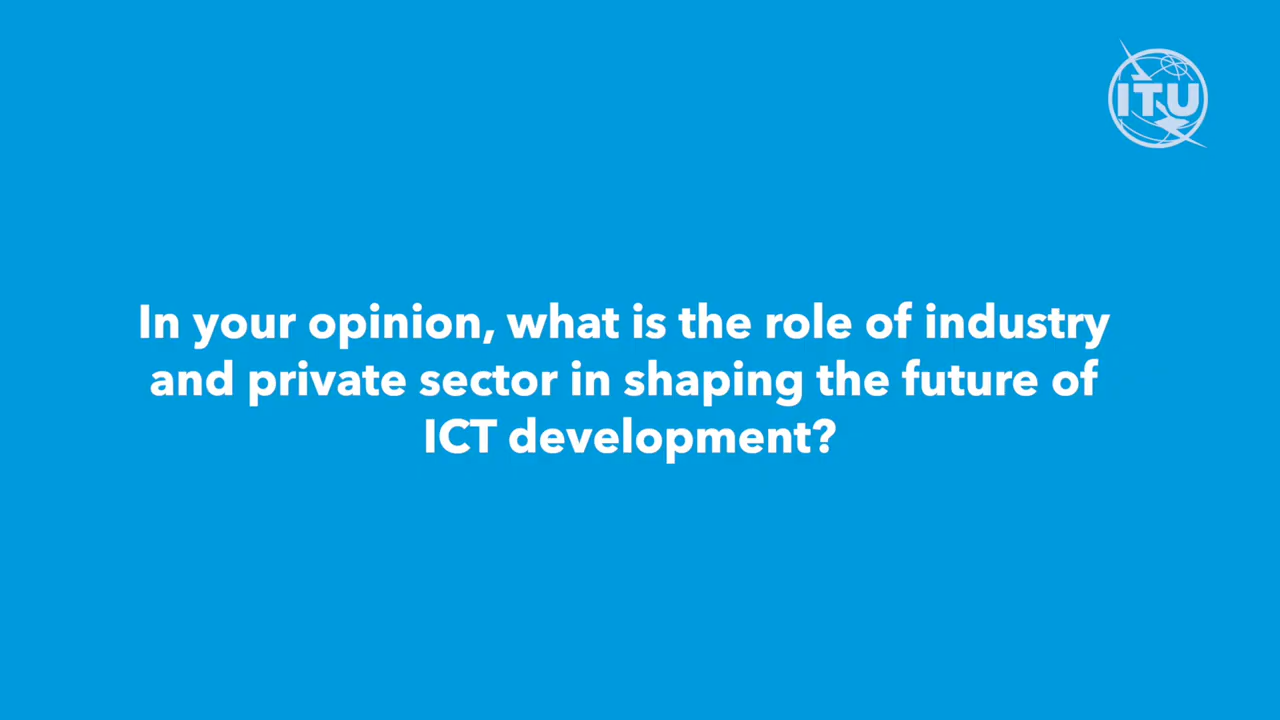 ITU
In your opinion, what is the role of industry
and private sector in shaping the future of
ICT development?